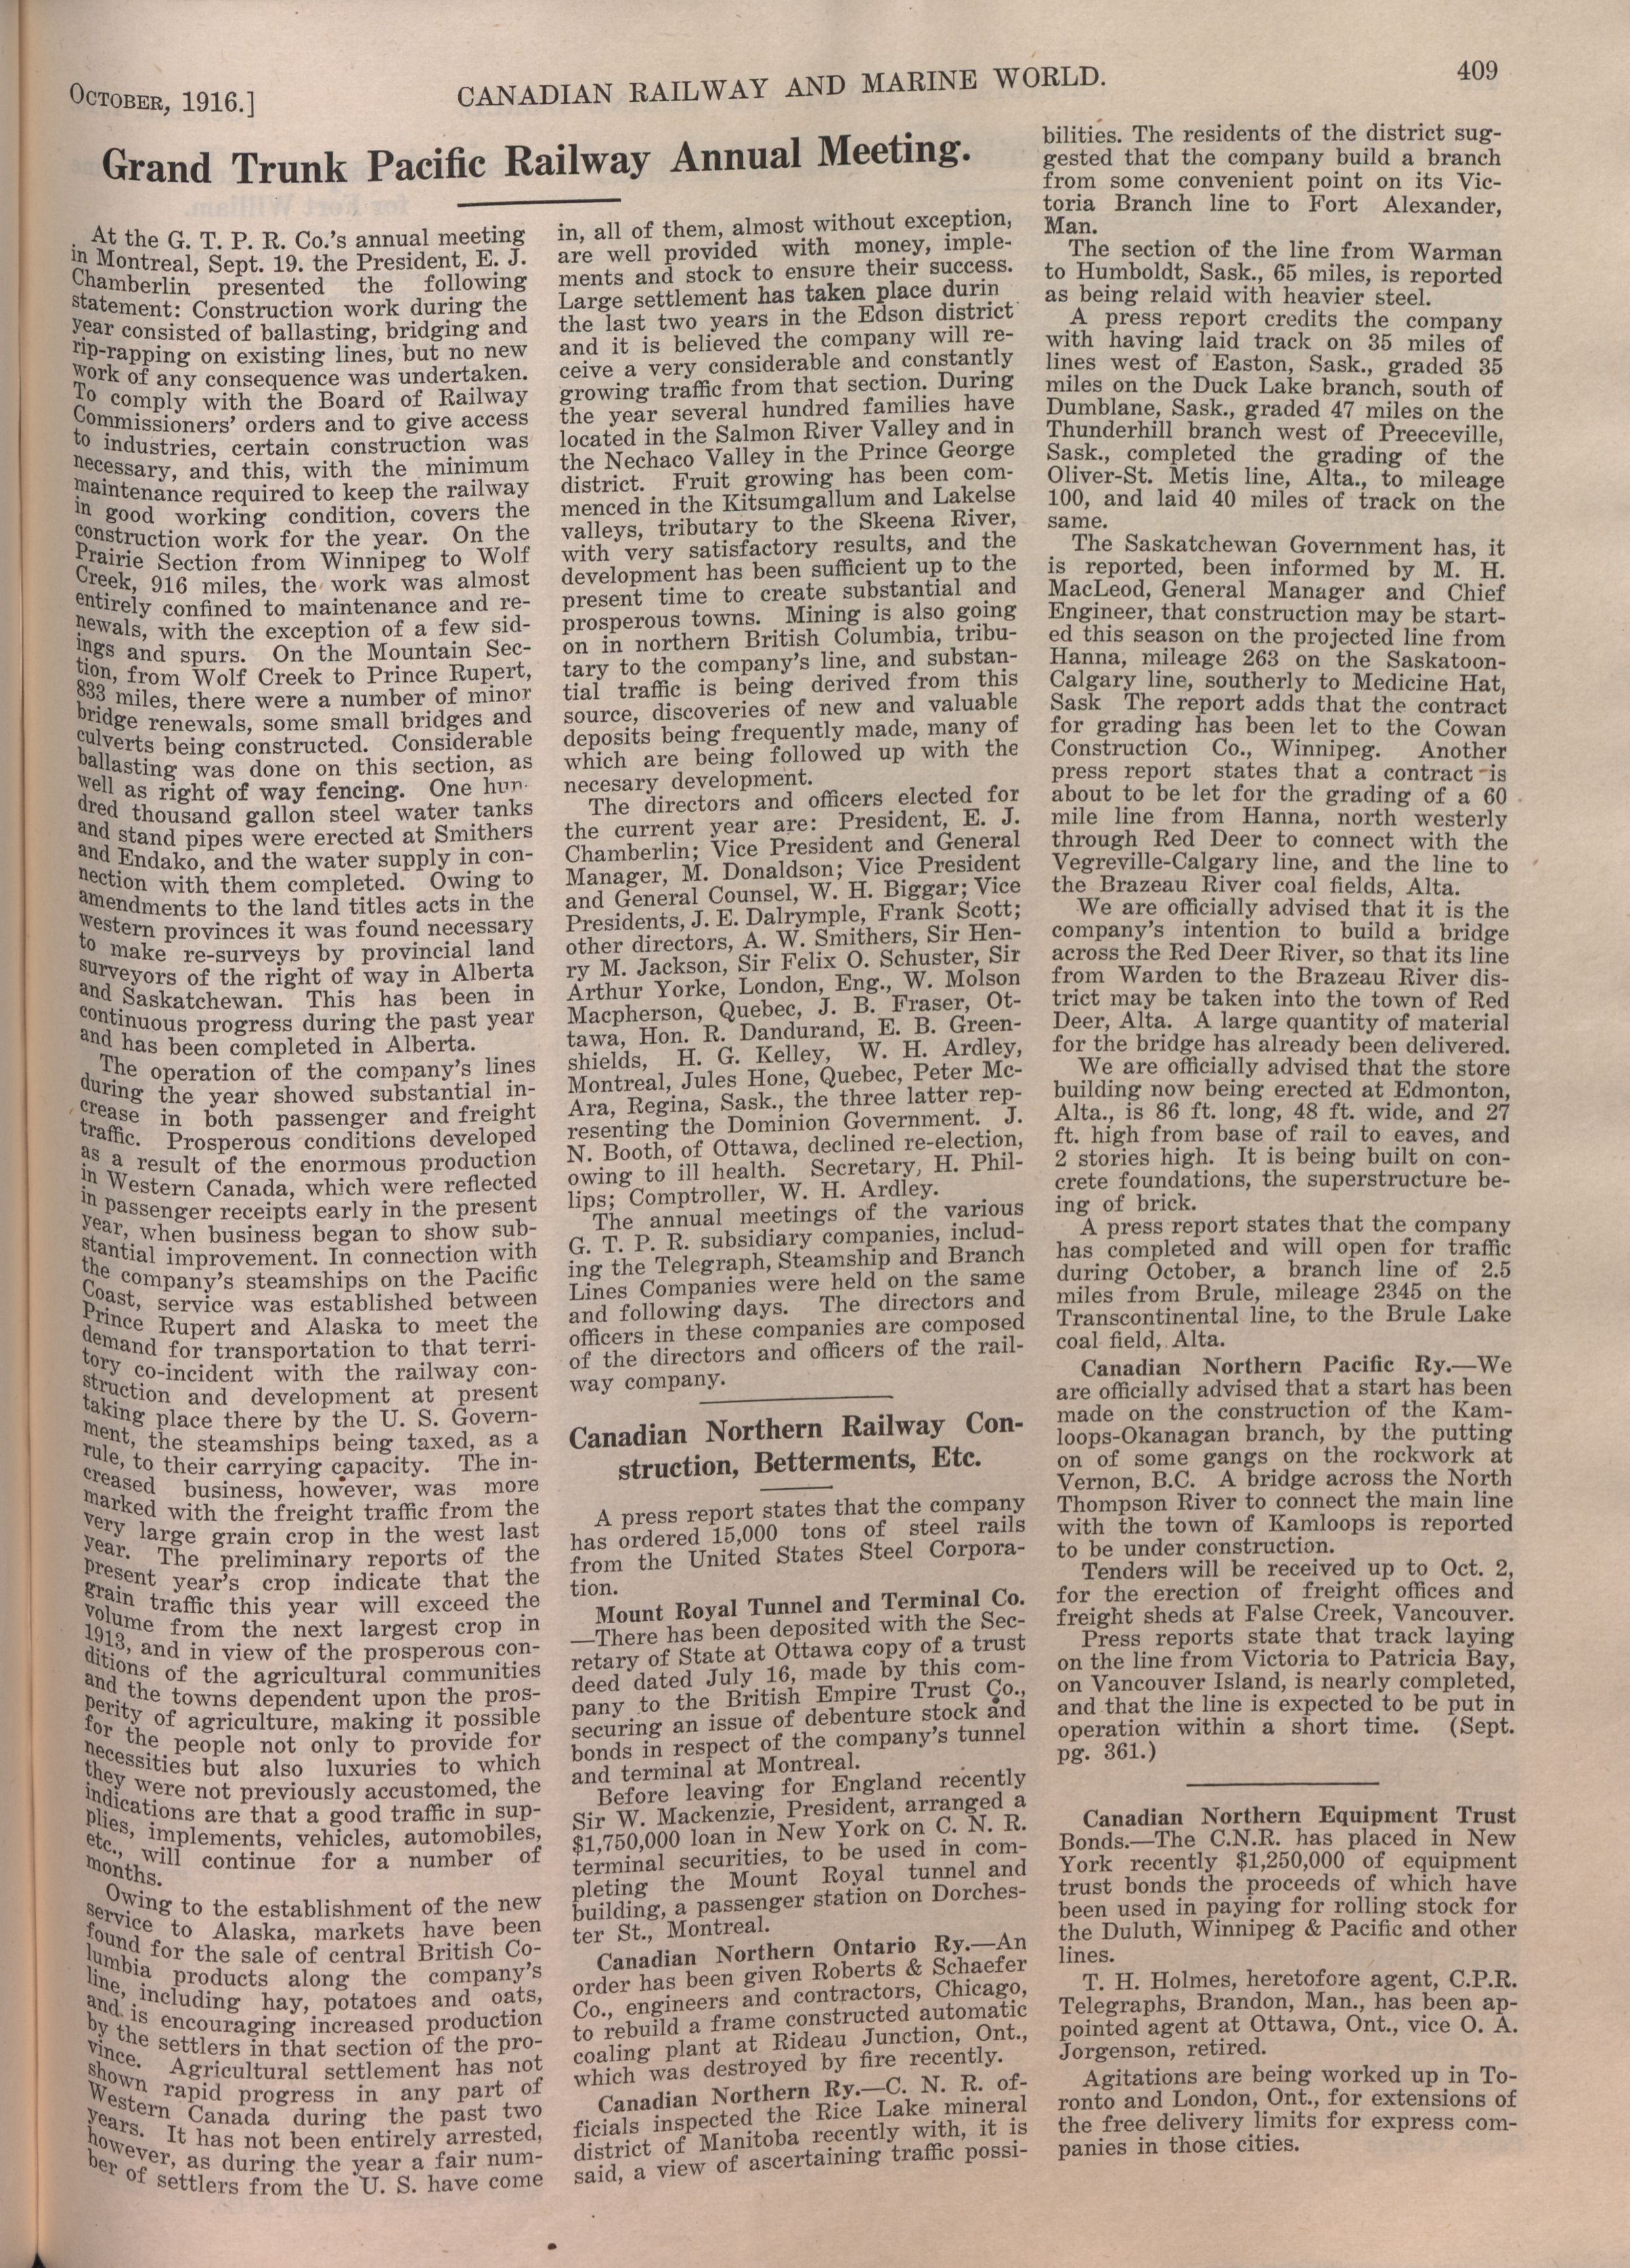 OCTOBER, 1916.]
CANADIAN RAILWAY AND MARINE WORLD.
409
Grand Trunk Pacific Railway Annual Meeting.
At the G. T. P. R. Co.'s annual meeting
in Montreal, Sept. 19. the President, E. J.
Chamberlin presented the following
statement: Construction work during the
year consisted of ballasting, bridging and
rip-rapping on existing lines, but no new
work of any consequence was undertaken.
To comply with the Board of Railway
Commissioners' orders and to give access
to industries, certain construction was
necessary, and this, with the minimum
maintenance required to keep the railway
in good working condition, covers the
construction work for the year. On the
Prairie Section from Winnipeg to Wolf
Creek, 916 miles, the work was almost
entirely confined to maintenance and re-
newals, with the exception of a few sid-
ings and spurs. On the Mountain Sec-
tion, from Wolf Creek to Prince Rupert,
833 miles, there were a number of minor
bridge renewals, some small bridges and
culverts being constructed. Considerable
ballasting was done on this section, as
well as right of way fencing. One hun-
dred thousand gallon steel water tanks
and stand pipes were erected at Smithers
and Endako, and the water supply in con-
nection with them completed. Owing to
amendments to the land titles acts in the
western provinces it was found necessary
to make re-surveys by provincial land
surveyors of the right of way in Alberta
and Saskatchewan. This has been in
continuous progress during the past year
and has been completed in Alberta.
The operation of the company's lines
during the year showed substantial in-
crease in both passenger and freight
traffic. Prosperous conditions developed
as a result of the enormous production
in Western Canada, which were reflected
in passenger receipts early in the present
year, when business began to show sub-
stantial improvement. In connection with
the company's steamships on the Pacific
Coast, service was established between
Prince Rupert and Alaska to meet the
demand for transportation to that terri-
tory co-incident with the railway con-
struction and development at present
taking place there by the U. S. Govern-
ment, the steamships being taxed, as a
rule, to their carrying capacity. The in-
creased business, however, was more
marked with the freight traffic from the
very large grain crop in the west last
year. The preliminary reports of the
present year's crop indicate that the
grain traffic this year will exceed the
volume from the next largest crop in
1913, and in view of the prosperous con-
ditions of the agricultural communities
and the towns dependent upon the pros-
perity of agriculture, making it possible
for the people not only to provide for
necessities but also luxuries to which
they were not previously accustomed, the
indications are that a good traffic in sup-
plies, implements, vehicles, automobiles,
etc., will continue for a number of
months.
Owing to the establishment of the new
service to Alaska, markets have been
found for the sale of central British Co-
lumbia products along the company's
line, including hay, potatoes and oats,
and is encouraging increased production
by the settlers in that section of the pro-
vince. Agricultural settlement has not
shown rapid progress in any part of
Western Canada during the past two
years. It has not been entirely arrested,
however, as during the year a fair num-
ber of settlers from the U. S. have come
in, all of them, almost without exception,
are well provided with money, imple-
ments and stock to ensure their success.
Large settlement has taken place durin
the last two years in the Edson district
and it is believed the company will re-
ceive a very considerable and constantly
growing traffic from that section. During
the year several hundred families have
located in the Salmon River Valley and in
the Nechaco Valley in the Prince George
district. Fruit growing has been com-
menced in the Kitsumgallum and Lakelse
valleys, tributary to the Skeena River,
with very satisfactory results, and the
development has been sufficient up to the
present time to create substantial and
prosperous towns. Mining is also going
on in northern British Columbia, tribu-
tary to the company's line, and substan-
tial traffic is being derived from this
source, discoveries of new and valuable
deposits being frequently made, many of
which are being followed up with the
necesary development.
The directors and officers elected for
the current year are: President, E. J.
Chamberlin; Vice President and General
Manager, M. Donaldson; Vice President
and General Counsel, W. H. Biggar; Vice
Presidents, J. E. Dalrymple, Frank Scott;
other directors, A. W. Smithers, Sir Hen-
ry M. Jackson, Sir Felix O. Schuster, Sir
Arthur Yorke, London, Eng., W. Molson
Macpherson, Quebec, J. B. Fraser, Ot-
tawa, Hon. R. Dandurand, E. B. Green-
shields, H. G. Kelley, W. H. Ardley,
Montreal, Jules Hone, Quebec, Peter Mc-
Ara, Regina, Sask., the three latter rep-
resenting the Dominion Government. J.
N. Booth, of Ottawa, declined re-election,
owing to ill health. Secretary, H. Phil-
lips; Comptroller, W. H. Ardley.
The annual meetings of the various
G. T. P. R. subsidiary companies, includ-
ing the Telegraph, Steamship and Branch
Lines Companies were held on the same
and following days. The directors and
officers in these companies are composed
of the directors and officers of the rail-
way company.
Canadian Northern Railway Con-
struction, Betterments, Etc.
A press report states that the company
has ordered 15,000 tons of steel rails
from the United States Steel Corpora-
tion.
Mount Royal Tunnel and Terminal Co.
—There has been deposited with the Sec-
retary of State at Ottawa copy of a trust
deed dated July 16, made by this com-
pany to the British Empire Trust Co.,
securing an issue of debenture stock and
bonds in respect of the company's tunnel
and terminal at Montreal.
Before leaving for England recently
Sir W. Mackenzie, President, arranged a
$1,750,000 loan in New York on C. N. R.
terminal securities, to be used in com-
pleting the Mount Royal tunnel and
building, a passenger station on Dorches-
ter St., Montreal.
Canadian Northern Ontario Ry.—An
order has been given Roberts & Schaefer
Co., engineers and contractors, Chicago,
to rebuild a frame constructed automatic
coaling plant at Rideau Junction, Ont.,
which was destroyed by fire recently.
Canadian Northern Ry.—C. N. R. of-
ficials inspected the Rice Lake mineral
district of Manitoba recently with, it is
said, a view of ascertaining traffic possi-
bilities. The residents of the district sug-
gested that the company build a branch
from some convenient point on its Vic-
toria Branch line to Fort Alexander,
Man.
The section of the line from Warman
to Humboldt, Sask., 65 miles, is reported
as being relaid with heavier steel.
A press report credits the company
with having laid track on 35 miles of
lines west of Easton, Sask., graded 35
miles on the Duck Lake branch, south of
Dumblane, Sask., graded 47 miles on the
Thunderhill branch west of Preeceville,
Sask., completed the grading of the
Oliver-St. Metis line, Alta., to mileage
100, and laid 40 miles of track on the
same.
The Saskatchewan Government has, it
is reported, been informed by M. H.
MacLeod, General Manager and Chief
Engineer, that construction may be start-
ed this season on the projected line from
Hanna, mileage 263 on the Saskatoon-
Calgary line, southerly to Medicine Hat,
Sask The report adds that the contract
for grading has been let to the Cowan
Construction Co., Winnipeg. Another
press report states that a contract is
about to be let for the grading of a 60
mile line from Hanna, north westerly
through Red Deer to connect with the
Vegreville-Calgary line, and the line to
the Brazeau River coal fields, Alta.
We are officially advised that it is the
company's intention to build a bridge
across the Red Deer River, so that its line
from Warden to the Brazeau River dis-
trict may be taken into the town of Red
Deer, Alta. A large quantity of material
for the bridge has already been delivered.
We are officially advised that the store
building now being erected at Edmonton,
Alta., is 86 ft. long, 48 ft. wide, and 27
ft. high from base of rail to eaves, and
2 stories high. It is being built on con-
crete foundations, the superstructure be-
ing of brick.
A press report states that the company
has completed and will open for traffic
during October, a branch line of 2.5
miles from Brule, mileage 2345 on the
Transcontinental line, to the Brule Lake
coal field, Alta.
Canadian Northern Pacific Ry.—We
are officially advised that a start has been
made on the construction of the Kam-
loops-Okanagan branch, by the putting
on of some gangs on the rockwork at
Vernon, B.C. A bridge across the North
Thompson River to connect the main line
with the town of Kamloops is reported
to be under construction.
Tenders will be received up to Oct. 2,
for the erection of freight offices and
freight sheds at False Creek, Vancouver.
Press reports state that track laying
on the line from Victoria to Patricia Bay,
on Vancouver Island, is nearly completed,
and that the line is expected to be put in
operation within a short time. (Sept.
pg. 361.)
Canadian Northern Equipment Trust
Bonds.—The C.N.R. has placed in New
York recently $1,250,000 of equipment
trust bonds the proceeds of which have
been used in paying for rolling stock for
the Duluth, Winnipeg & Pacific and other
lines.
T. H. Holmes, heretofore agent, C.P.R.
Telegraphs, Brandon, Man., has been ap-
pointed agent at Ottawa, Ont., vice O. A.
Jorgenson, retired.
Agitations are being worked up in To-
ronto and London, Ont., for extensions of
the free delivery limits for express com-
panies in those cities.